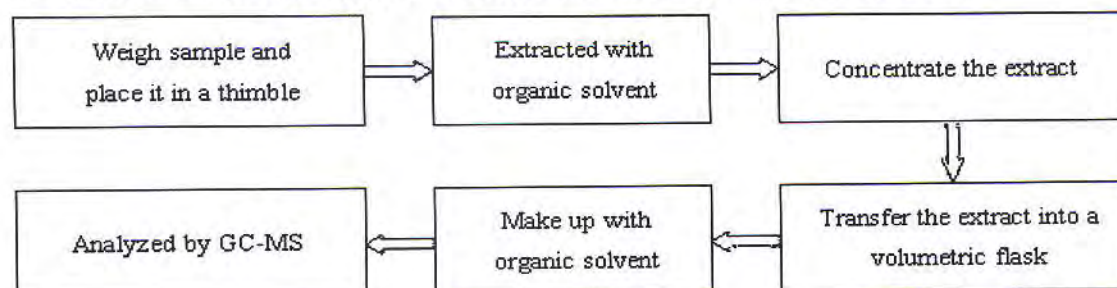 Weigh sample and
place it in a thimble
Extracted with
organic solvent
Concentrate the extract
Transfer the extract into a
volumetric flask
Make up with
organic solvent
Analyzed by GC-MS